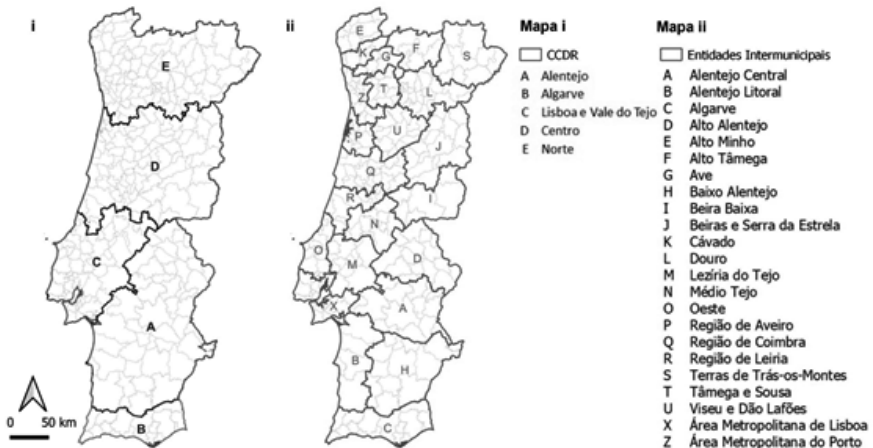 i
E
D
C
A
B
0 50 km
ii
E
K
G
F
S
Z
T
L
P
U
J
Q
R
I
N
O
M
D
X
A
B
H
C
Mapa i
CCDR
A Alentejo
B Algarve
C Lisboa e Vale do Tejo
D Centro
E Norte
Mapa ii
Entidades Intermunicipais
A Alentejo Central
B Alentejo Litoral
C Algarve
D Alto Alentejo
E Alto Minho
F Alto Tâmega
G Ave
H Baixo Alentejo
I Beira Baixa
J Beiras e Serra da Estrela
K Cávado
L Douro
M Lezíria do Tejo
N Médio Tejo
O Oeste
P Região de Aveiro
Q Região de Coimbra
R Região de Leiria
S Terras de Trás-os-Montes
T Tâmega e Sousa
U Viseu e Dão Lafões
X Área Metropolitana de Lisboa
Z Área Metropolitana do Porto